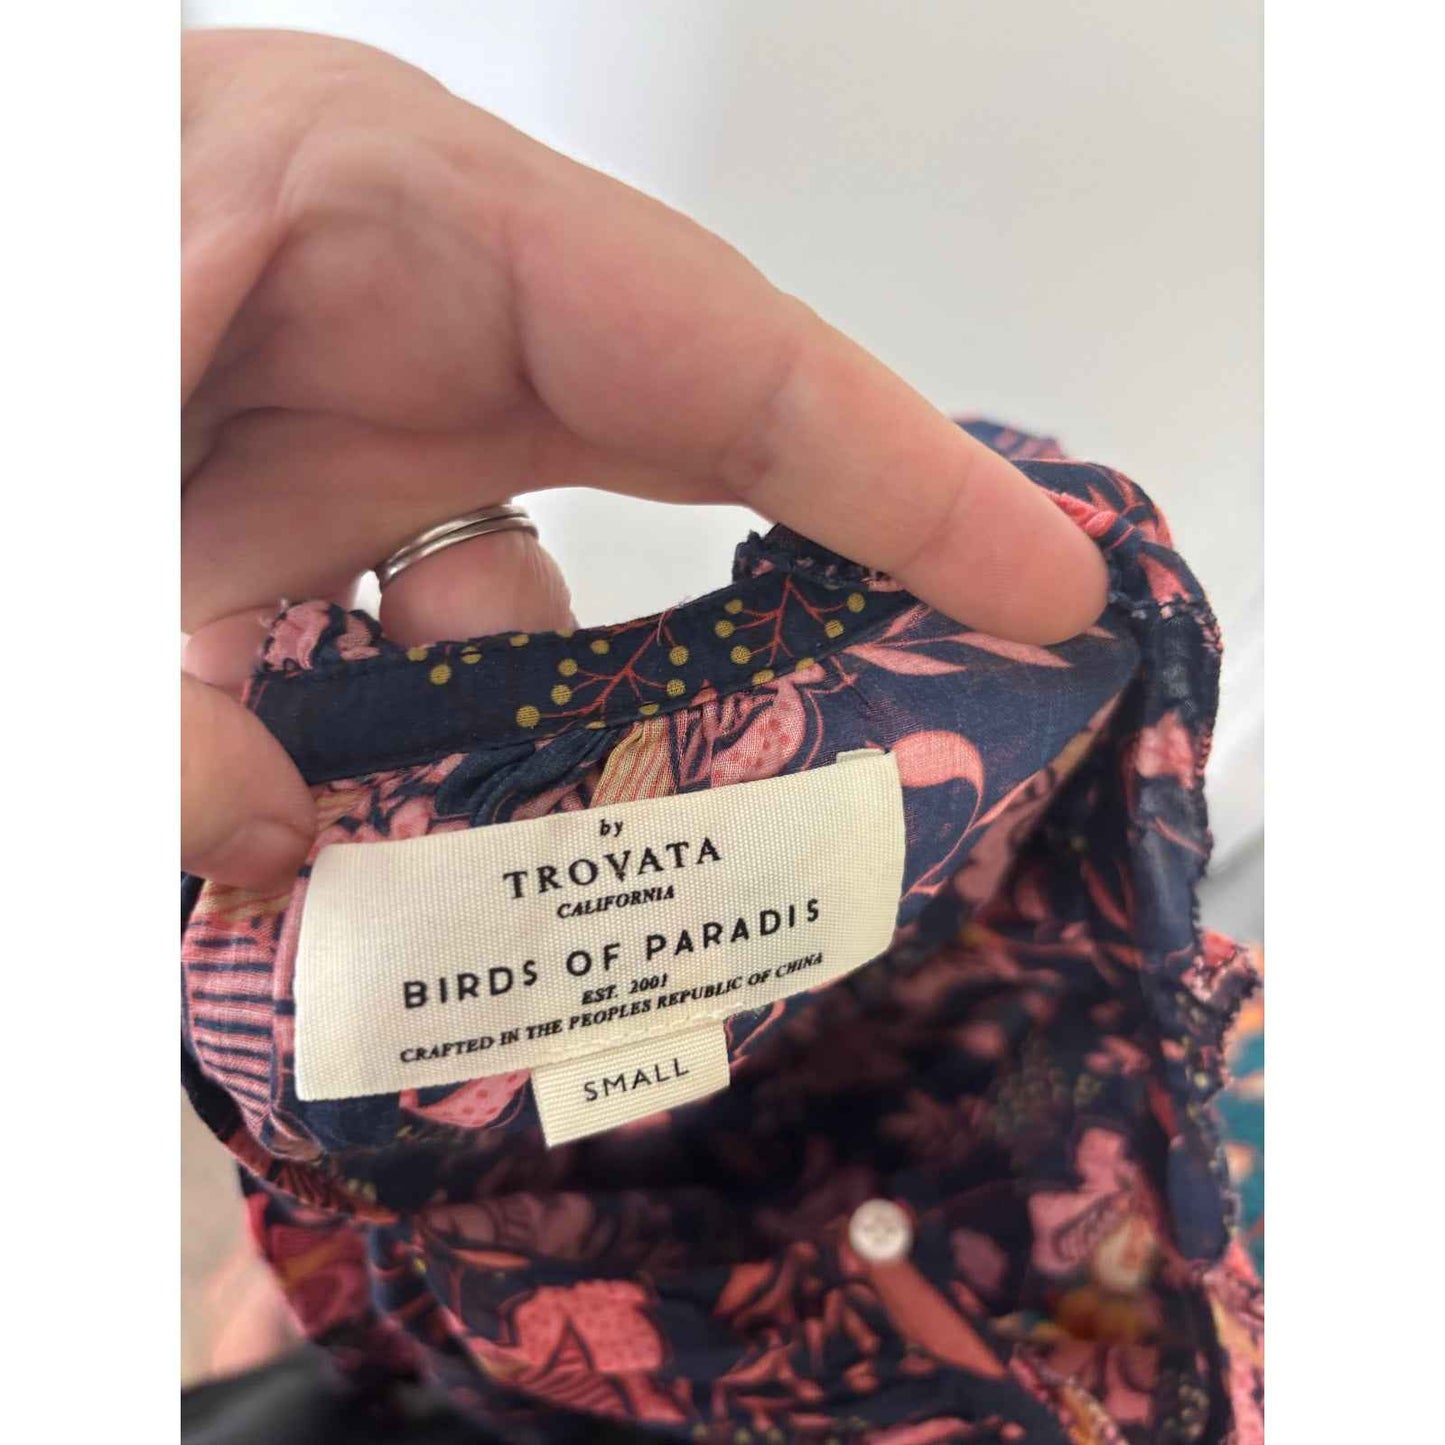 by
TROVATA
CALIFORNIA
BIRDS OF PARADIS
EST. 2001
CRAFTED IN THE PEOPLES REPUBLIC OF CHINA
SMALL